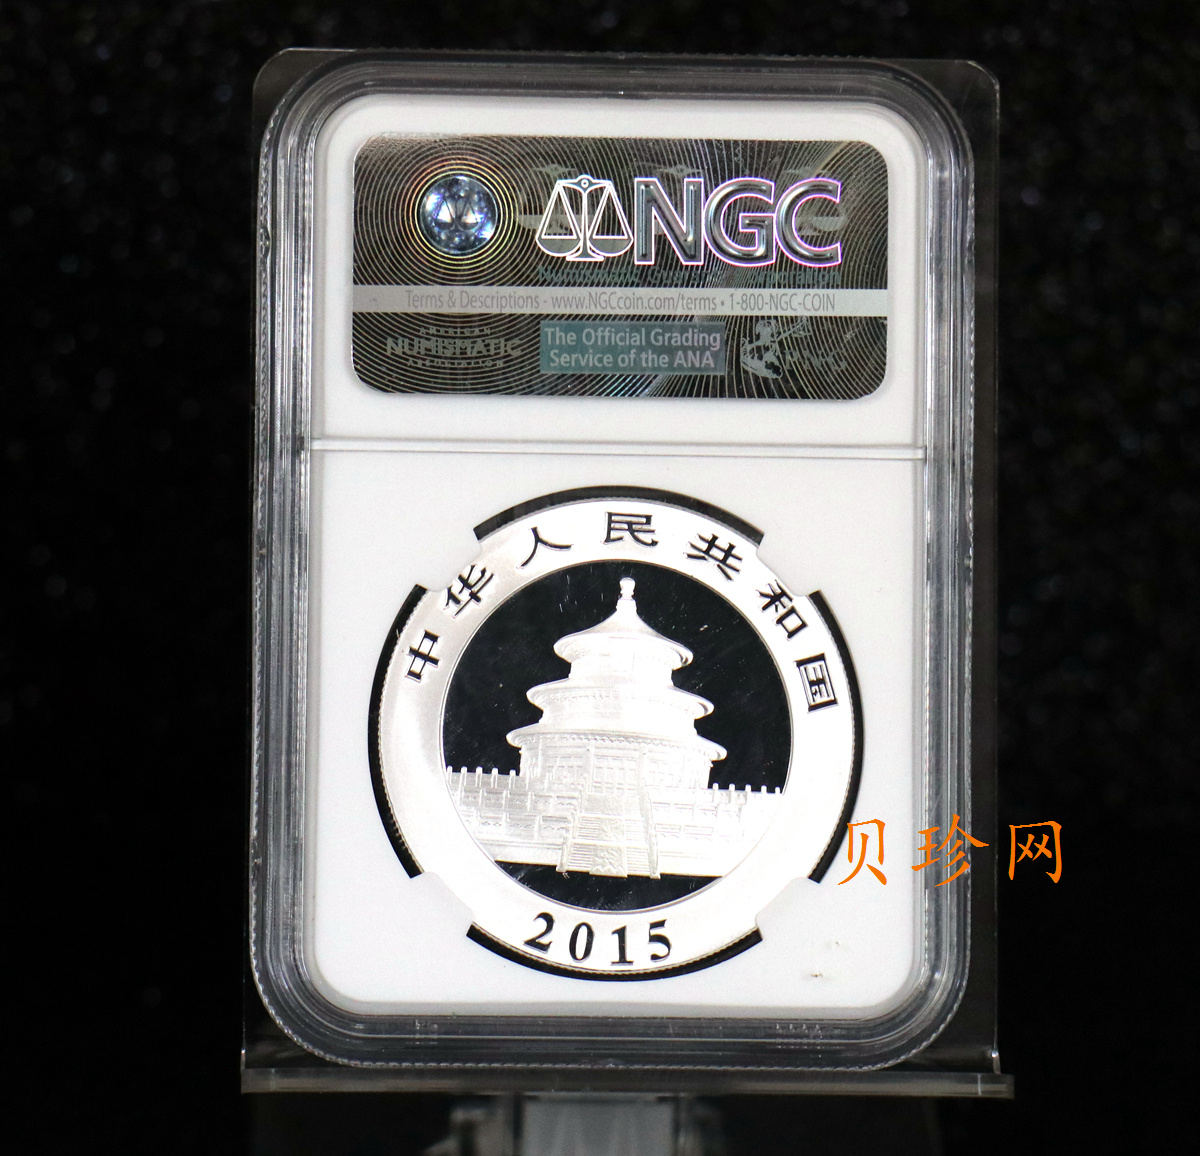 NGC
Terms & Descriptions - www.NGCcoin.com/terms • 1-800-NGC-COIN
NUMISMATIC
The Official Grading
Service of the ANA
中华人民共和国
2015
贝珍网